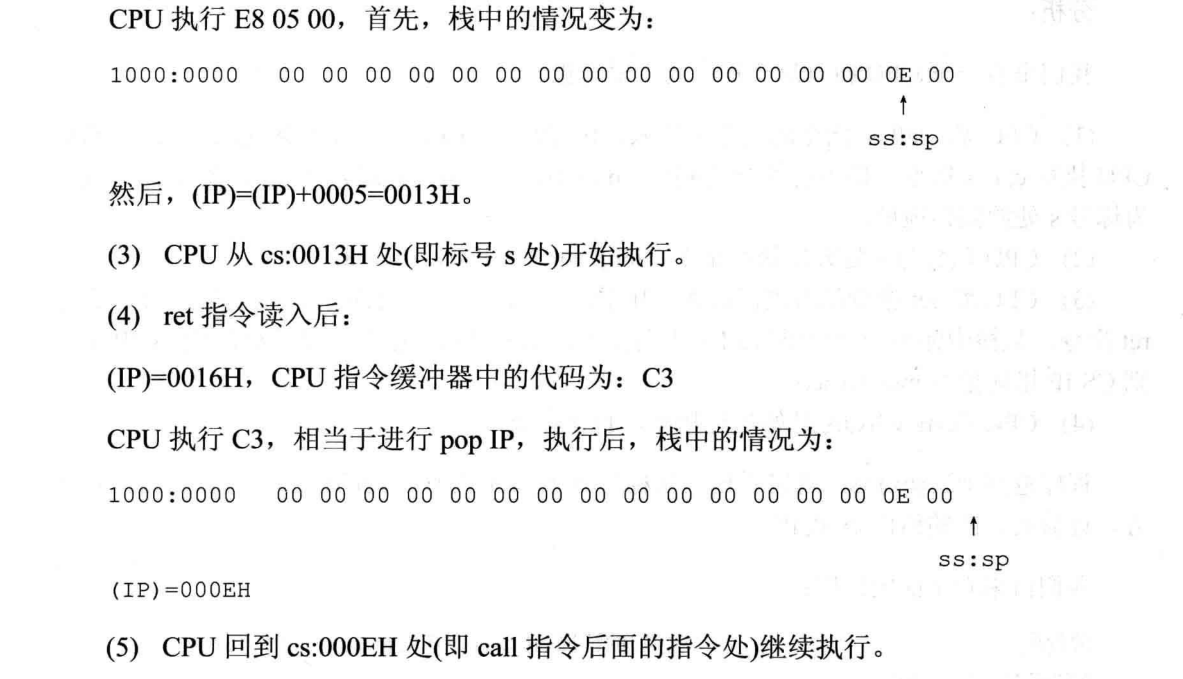 CPU 执行 E8 05 00，首先，栈中的情况变为：
1000:0000 00 00 00 00 00 00 00 00 00 00 00 00 00 00 0E 00
↑
ss:sp
然后，(IP)=(IP)+0005=0013H。
(3) CPU 从 cs:0013H 处(即标号 s 处)开始执行。
(4) ret 指令读入后：
(IP)=0016H，CPU 指令缓冲器中的代码为：C3
CPU 执行 C3，相当于进行 pop IP，执行后，栈中的情况为：
1000:0000 00 00 00 00 00 00 00 00 00 00 00 00 00 00 0E 00
↑
ss:sp
(IP)=000EH
(5) CPU 回到 cs:000EH 处(即 call 指令后面的指令处)继续执行。